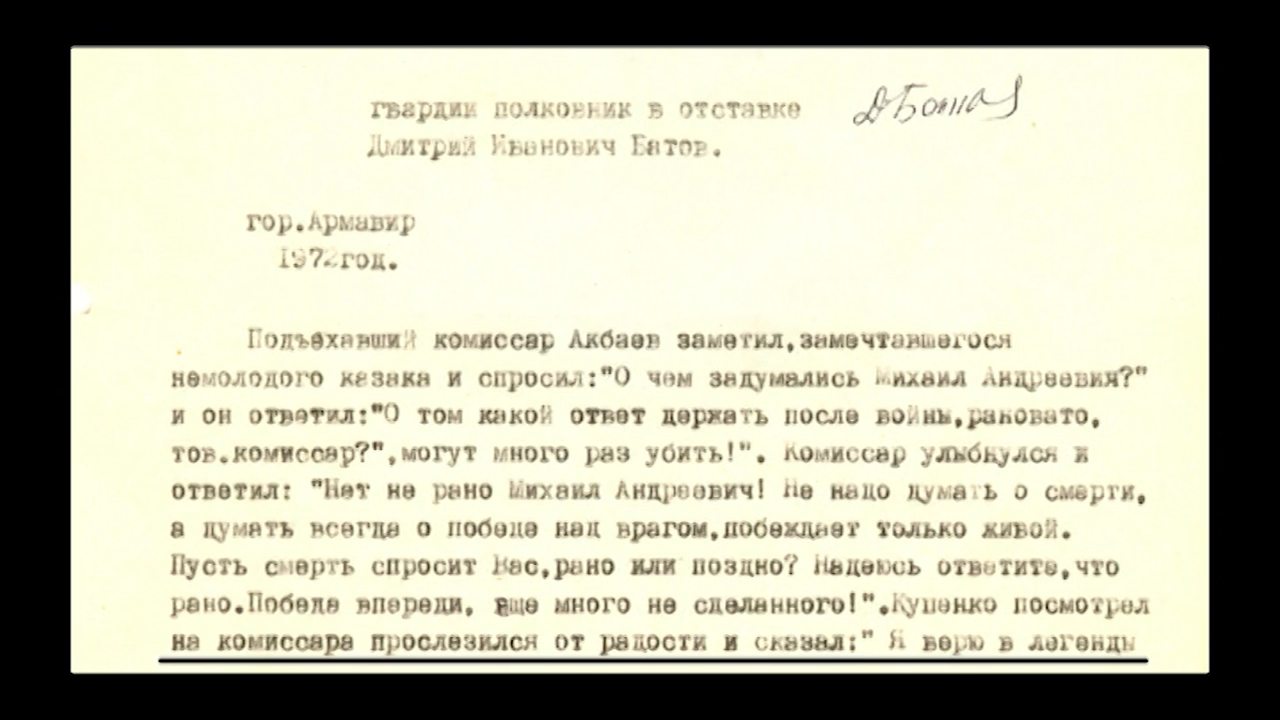 гвардии полковник в отставке
ДБатов
Дмитрий Иванович Батов.
гор.Армавир
1972год.
Подъехавший комиссар Акбаев заметил,замечтавшегося
немолодого казака и спросил:"О чем задумались Михаил Андреевич?"
и он ответил:"О том какой ответ держать после войны,рановато,
тов.комиссар?",могут много раз убить!". Комиссар улыбнулся и
ответил: "Нет не рано Михаил Андреевич! Не надо думать о смерти,
а думать всегда о победе над врагом,побеждает только живой.
Пусть смерть спросит Вас,рано или поздно? Надеюсь ответите,что
рано.Победа впереди, еще много не сделанного!".Куценко посмотрел
на комиссара прослезился от радости и сказал:" Я верю в легенды